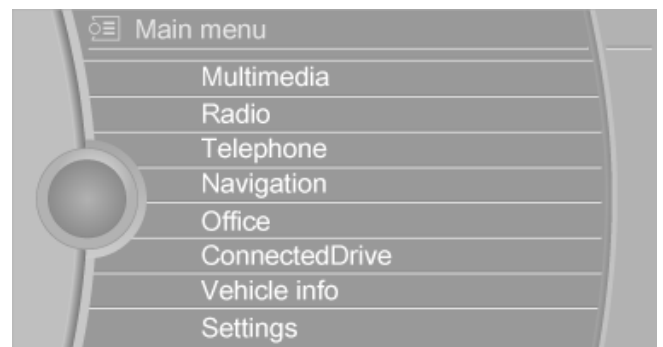 Main menu
Multimedia
Radio
Telephone
Navigation
Office
ConnectedDrive
Vehicle info
Settings